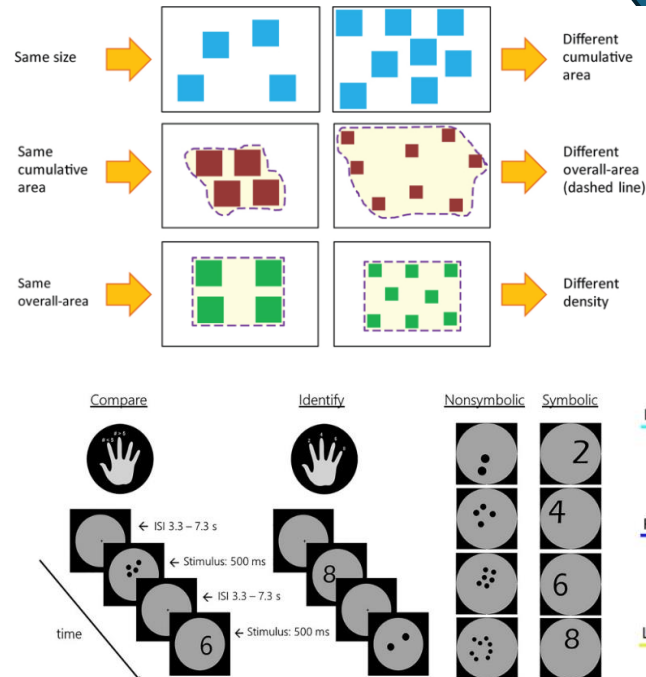 Same size
Different
cumulative
area
Same
cumulative
area
Different
overall-area
(dashed line)
Same
overall-area
Different
density
Compare
Identify
Nonsymbolic
Symbolic
← ISI 3.3 – 7.3 s
← Stimulus: 500 ms
← ISI 3.3 – 7.3 s
← Stimulus: 500 ms
time
8
6
2
4
6
8